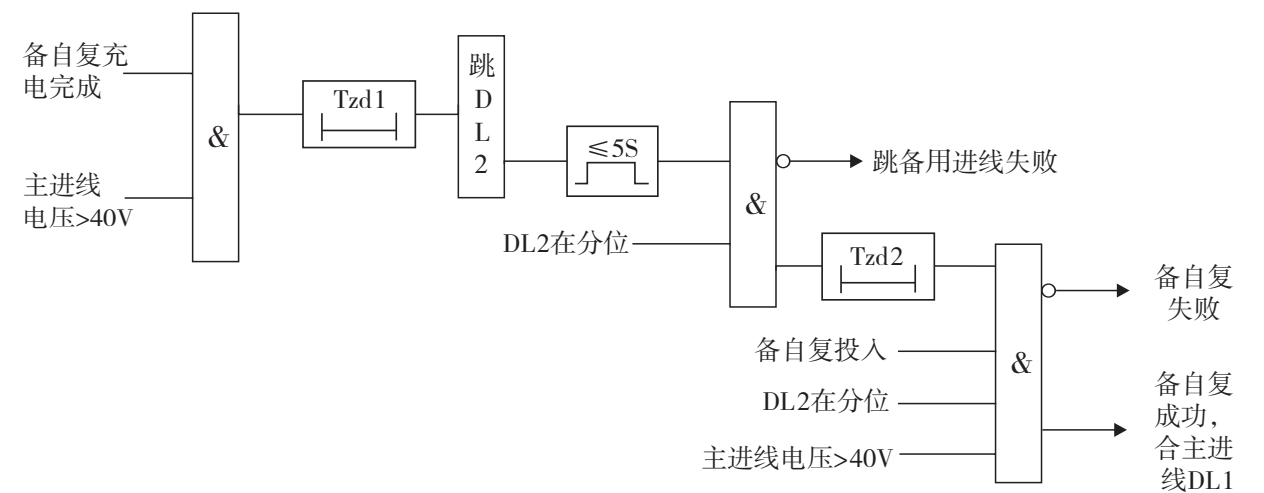 备自复充
电完成
&
主进线
电压>40V
Tzd1
跳
D
L
2
≤5S
DL2在分位
&
跳备用进线失败
Tzd2
备自复投入
DL2在分位
主进线电压>40V
&
备自复
失败
备自复
成功，
合主进
线DL1